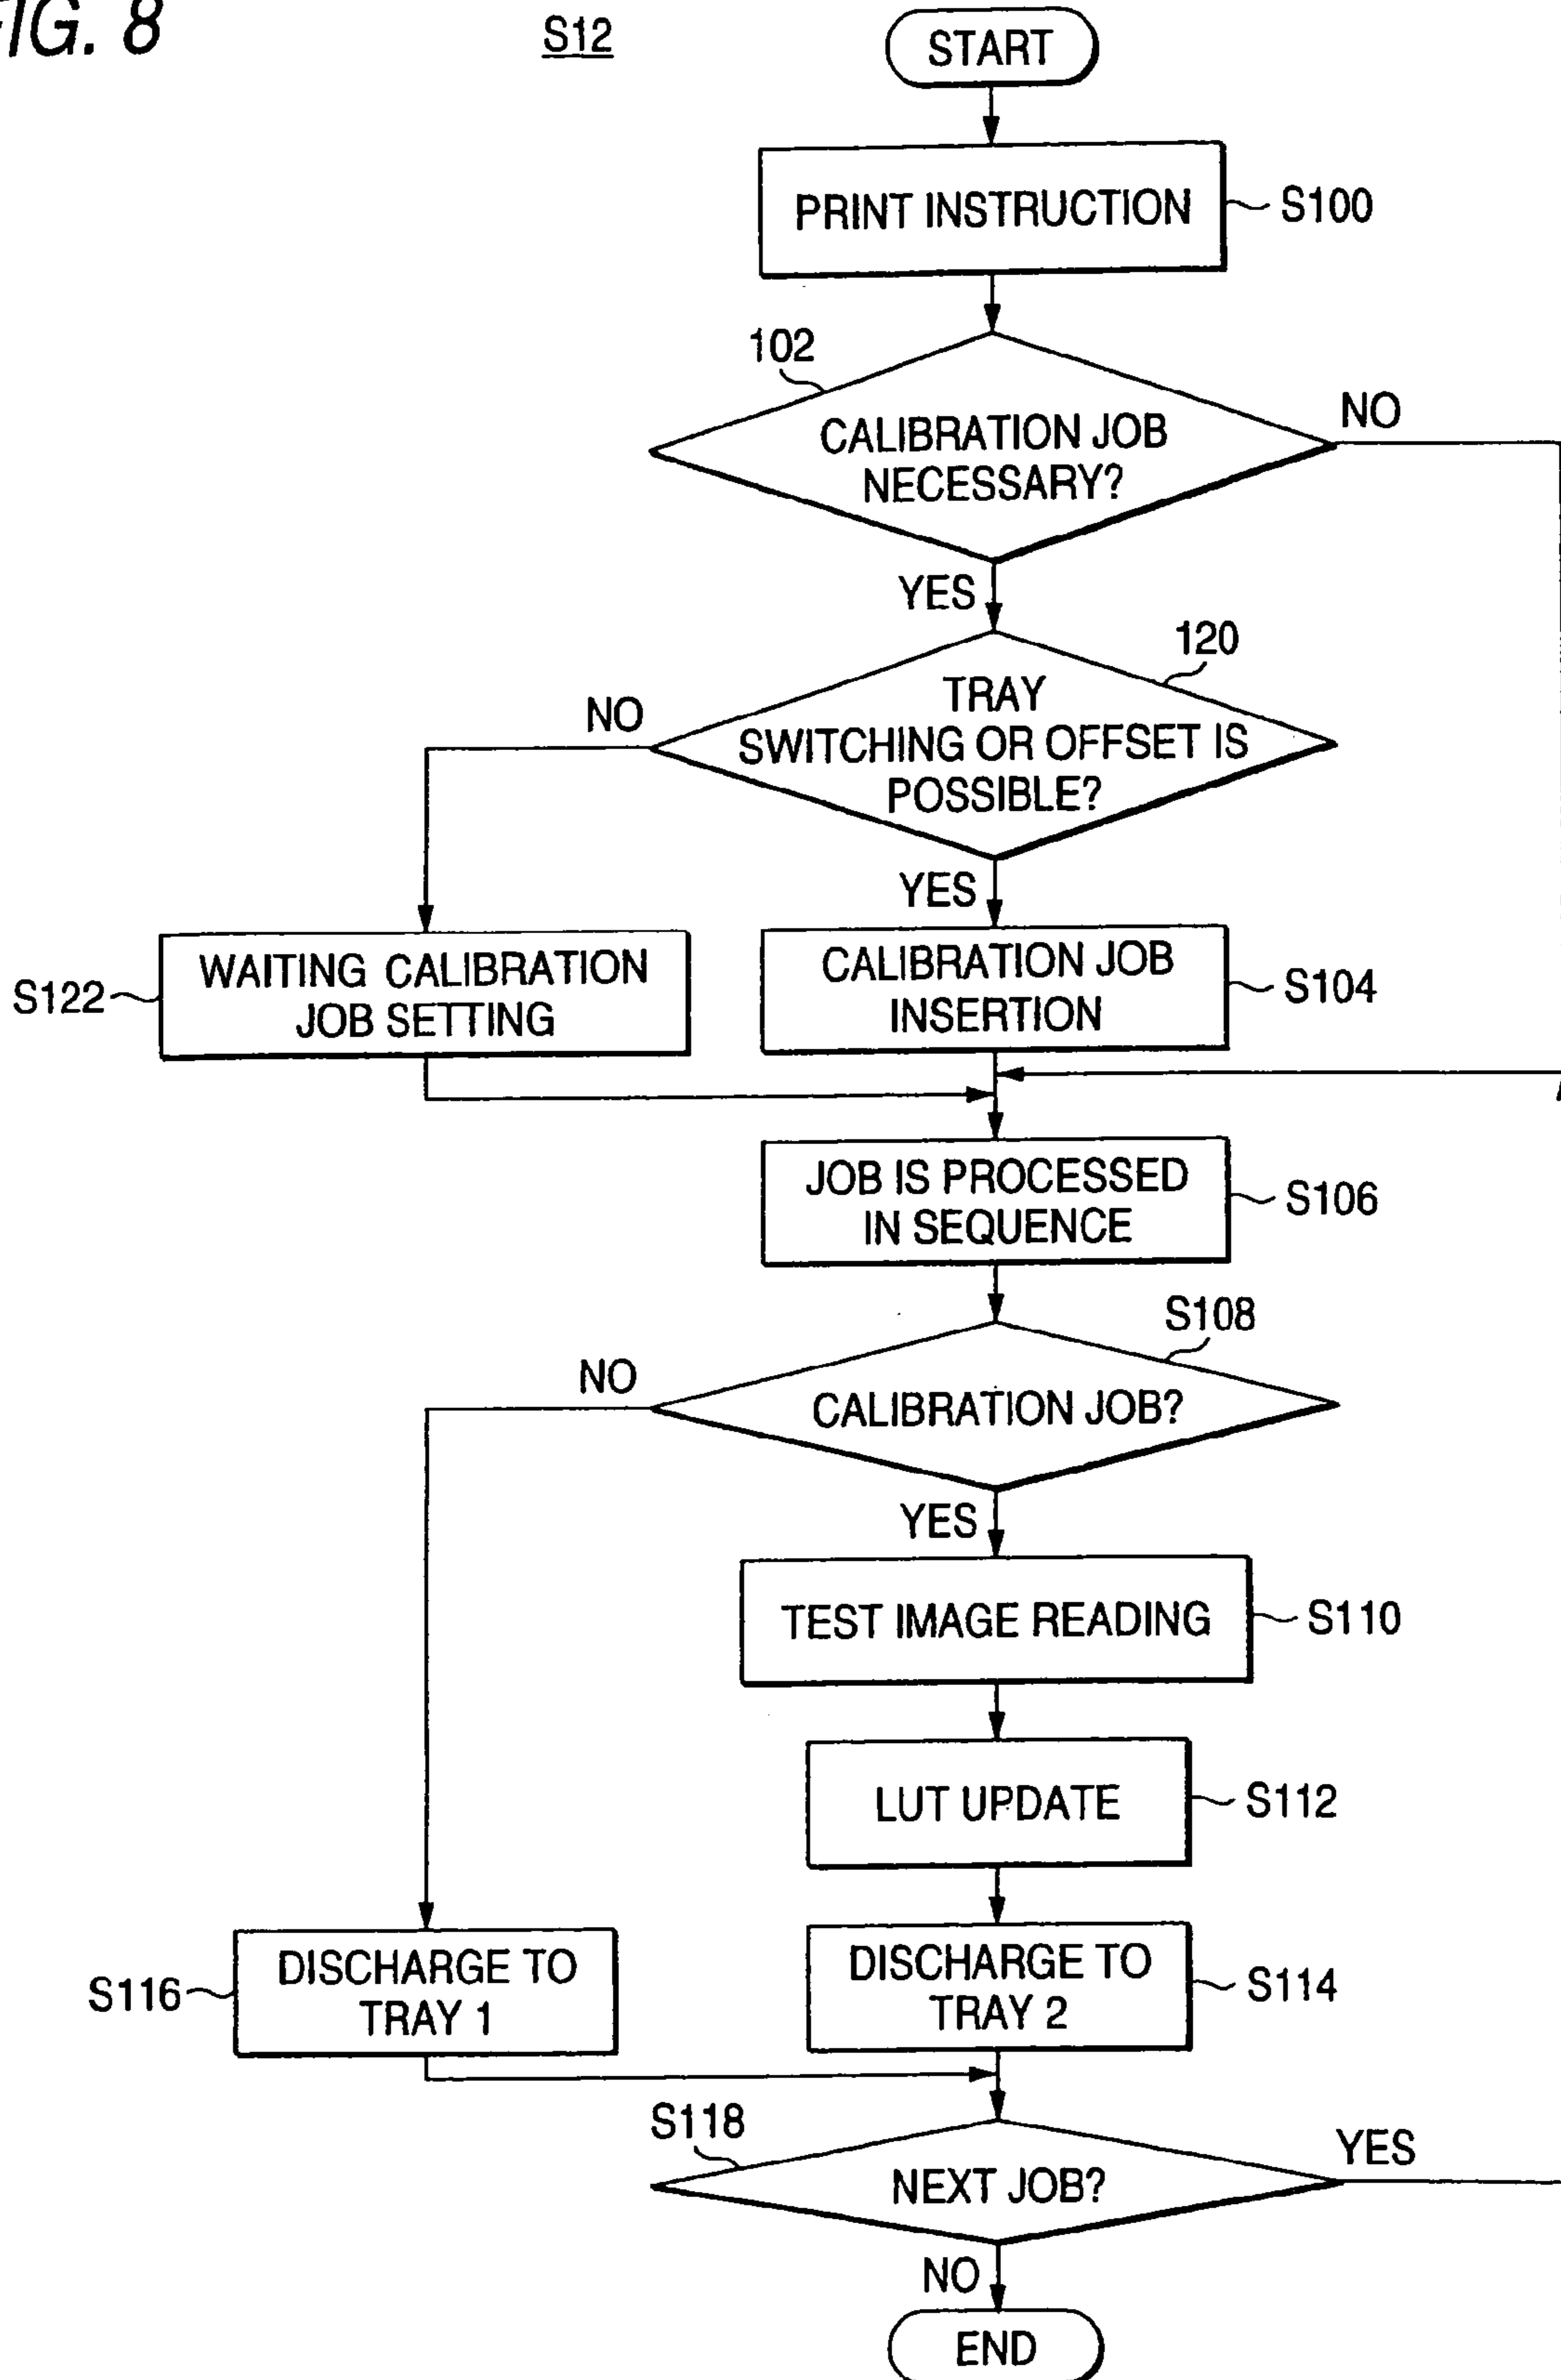 FIG. 8
S12
START
PRINT INSTRUCTION
S100
102
CALIBRATION JOB
NECESSARY?
NO
YES
120
TRAY
SWITCHING OR OFFSET IS
POSSIBLE?
NO
YES
S122
WAITING CALIBRATION
JOB SETTING
CALIBRATION JOB
INSERTION
S104
JOB IS PROCESSED
IN SEQUENCE
S106
S108
NO
CALIBRATION JOB?
YES
TEST IMAGE READING
S110
LUT UPDATE
S112
S116
DISCHARGE TO
TRAY 1
DISCHARGE TO
TRAY 2
S114
S118
NEXT JOB?
YES
NO
END